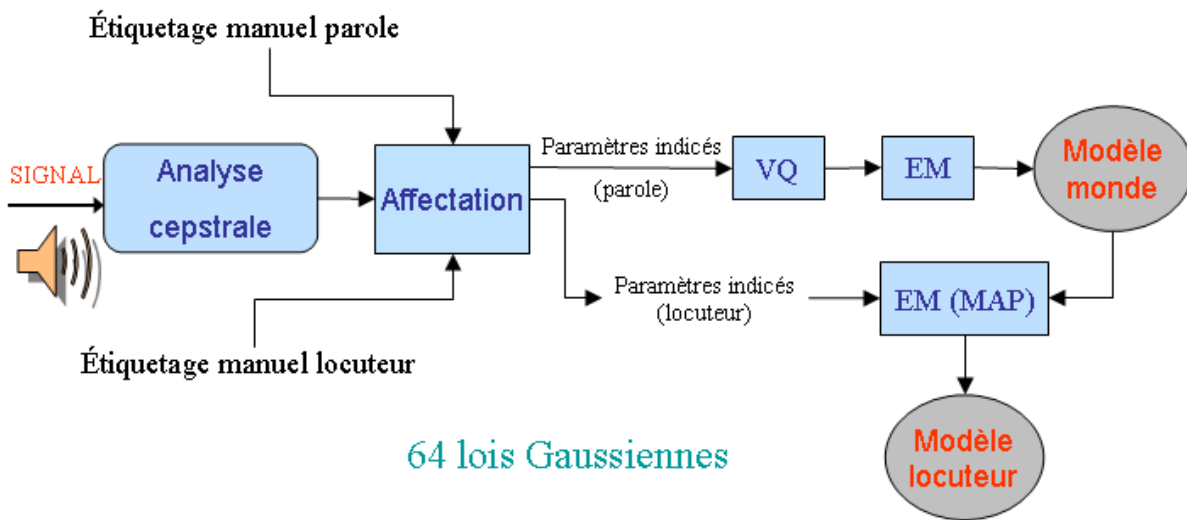 Étiquetage manuel parole
SIGNAL
Analyse
cepstrale
Affectation
Paramètres indicés
(parole)
VQ
EM
Modèle
monde
Paramètres indicés
(locuteur)
EM (MAP)
Étiquetage manuel locuteur
64 lois Gaussiennes
Modèle
locuteur